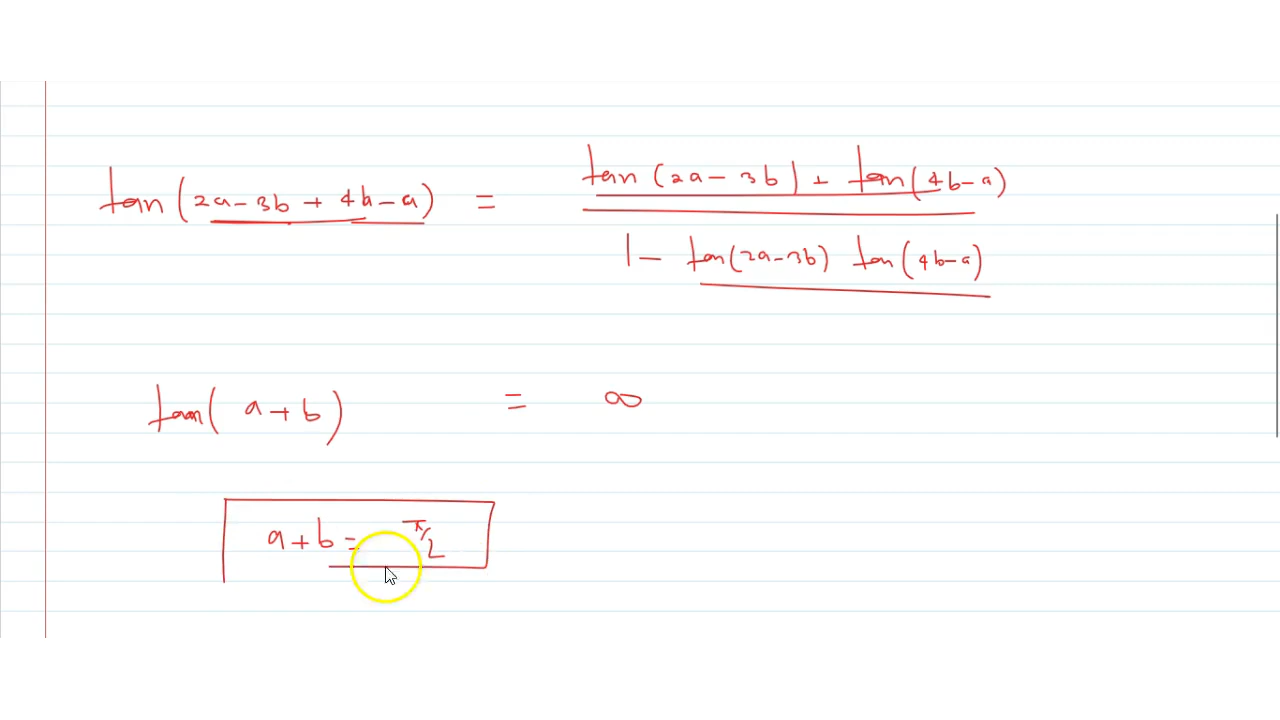 tan(2a-3b + 4b-a) = tan(2a-3b) + tan(4b-a)
1 - tan(2a-3b) tan(4b-a)
tan( a+b ) = ∞
a+b = π/2